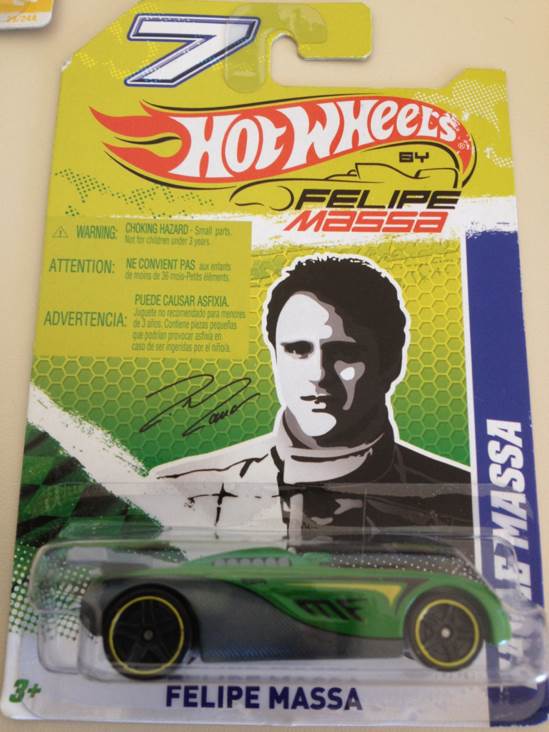 21/244
7
HOT WHEELS
BY
FELIPE
MASSA
WARNING: CHOKING HAZARD - Small parts.
Not for children under 3 years.
ATTENTION: NE CONVIENT PAS aux enfants
de moins de 36 mois-Petits éléments.
ADVERTENCIA: PUEDE CAUSAR ASFIXIA.
Juguete no recomendado para menores
de 3 años. Contiene piezas pequeñas
que podrían provocar asfixia en
caso de ser ingeridas por el niño/a.
MASSA
MF
3+
FELIPE MASSA